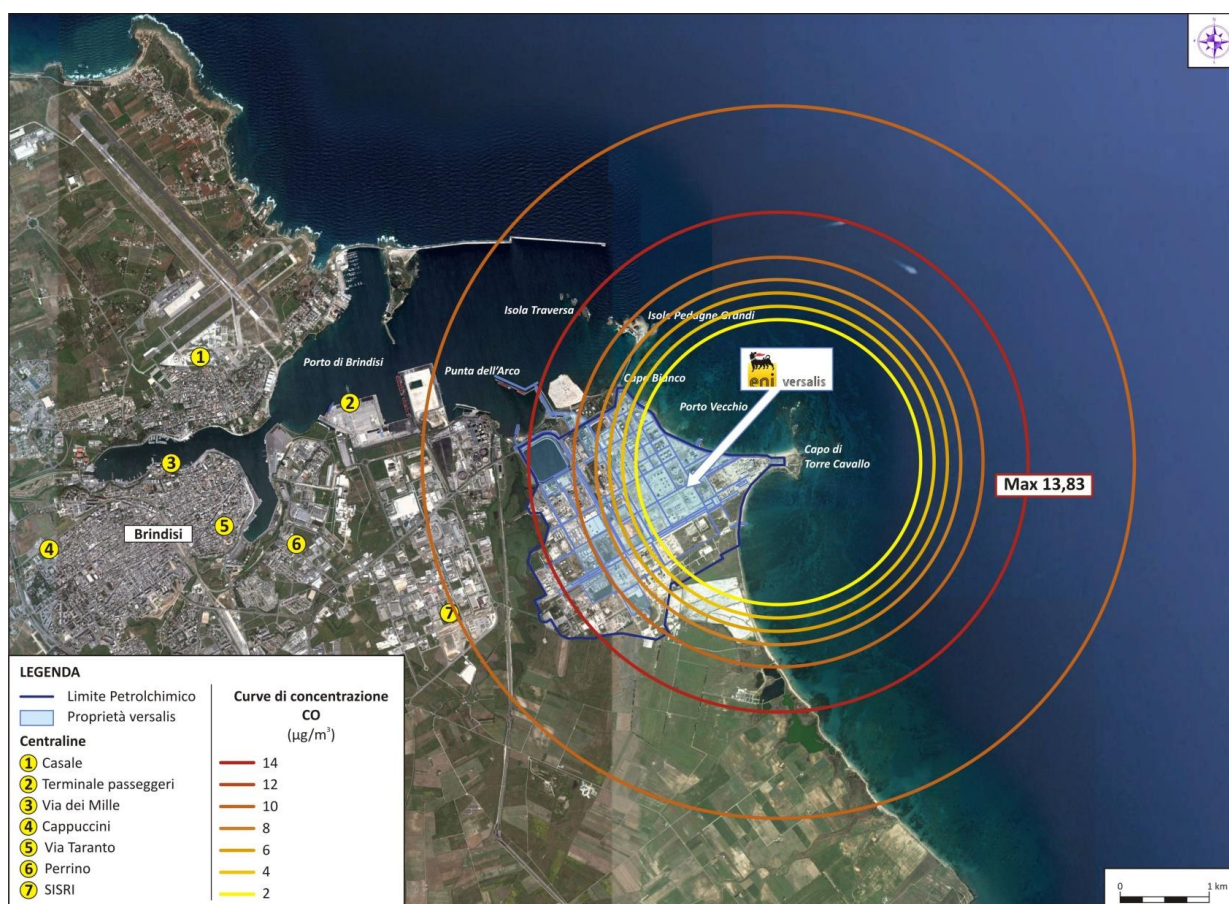 N
Isola Traversa
Isole Pedagne Grandi
Porto di Brindisi
Punta dell'Arco
Capo Bianco
eni versalis
Porto Vecchio
Capo di
Torre Cavallo
Max 13,83
1
2
3
4
5
6
7
Brindisi
LEGENDA
Limite Petrolchimico
Proprietà versalis
Centraline
1 Casale
2 Terminale passeggeri
3 Via dei Mille
4 Cappuccini
5 Via Taranto
6 Perrino
7 SISRI
Curve di concentrazione
CO
(µg/m³)
14
12
10
8
6
4
2
0 1 km